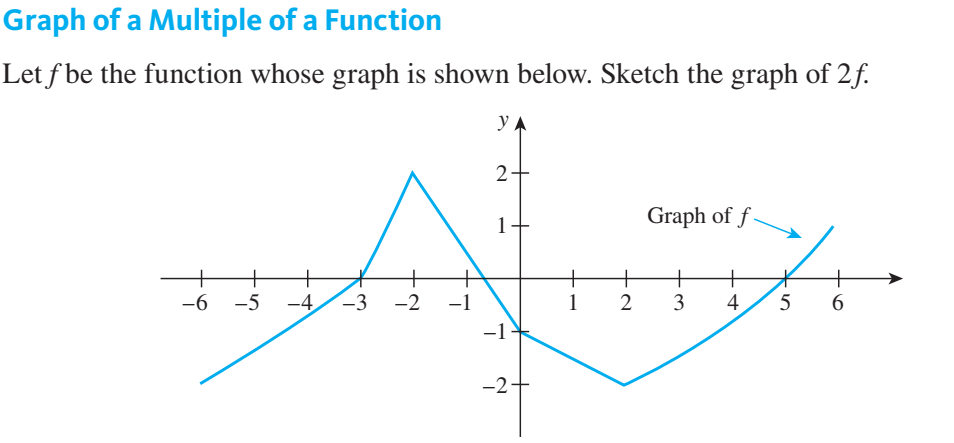 Graph of a Multiple of a Function
Let f be the function whose graph is shown below. Sketch the graph of 2f.
y
2
Graph of f
1
–6 –5 –4 –3 –2 –1 1 2 3 4 5 6
–1
–2